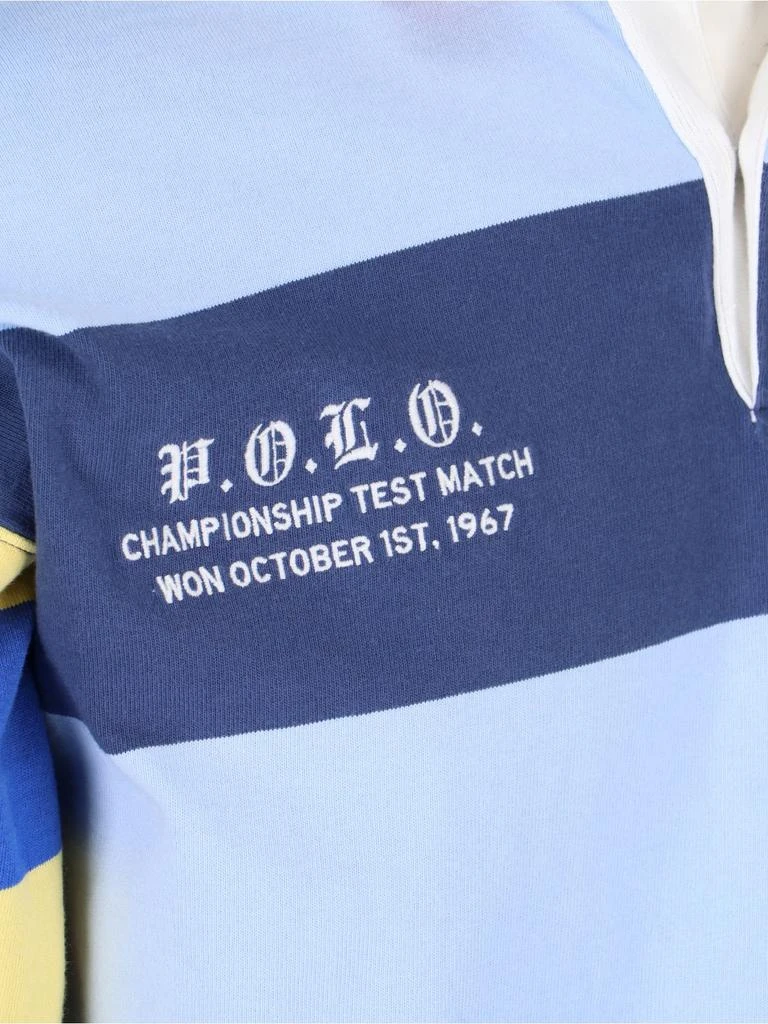 P.O.L.O.
CHAMPIONSHIP TEST MATCH
WON OCTOBER 1ST, 1967